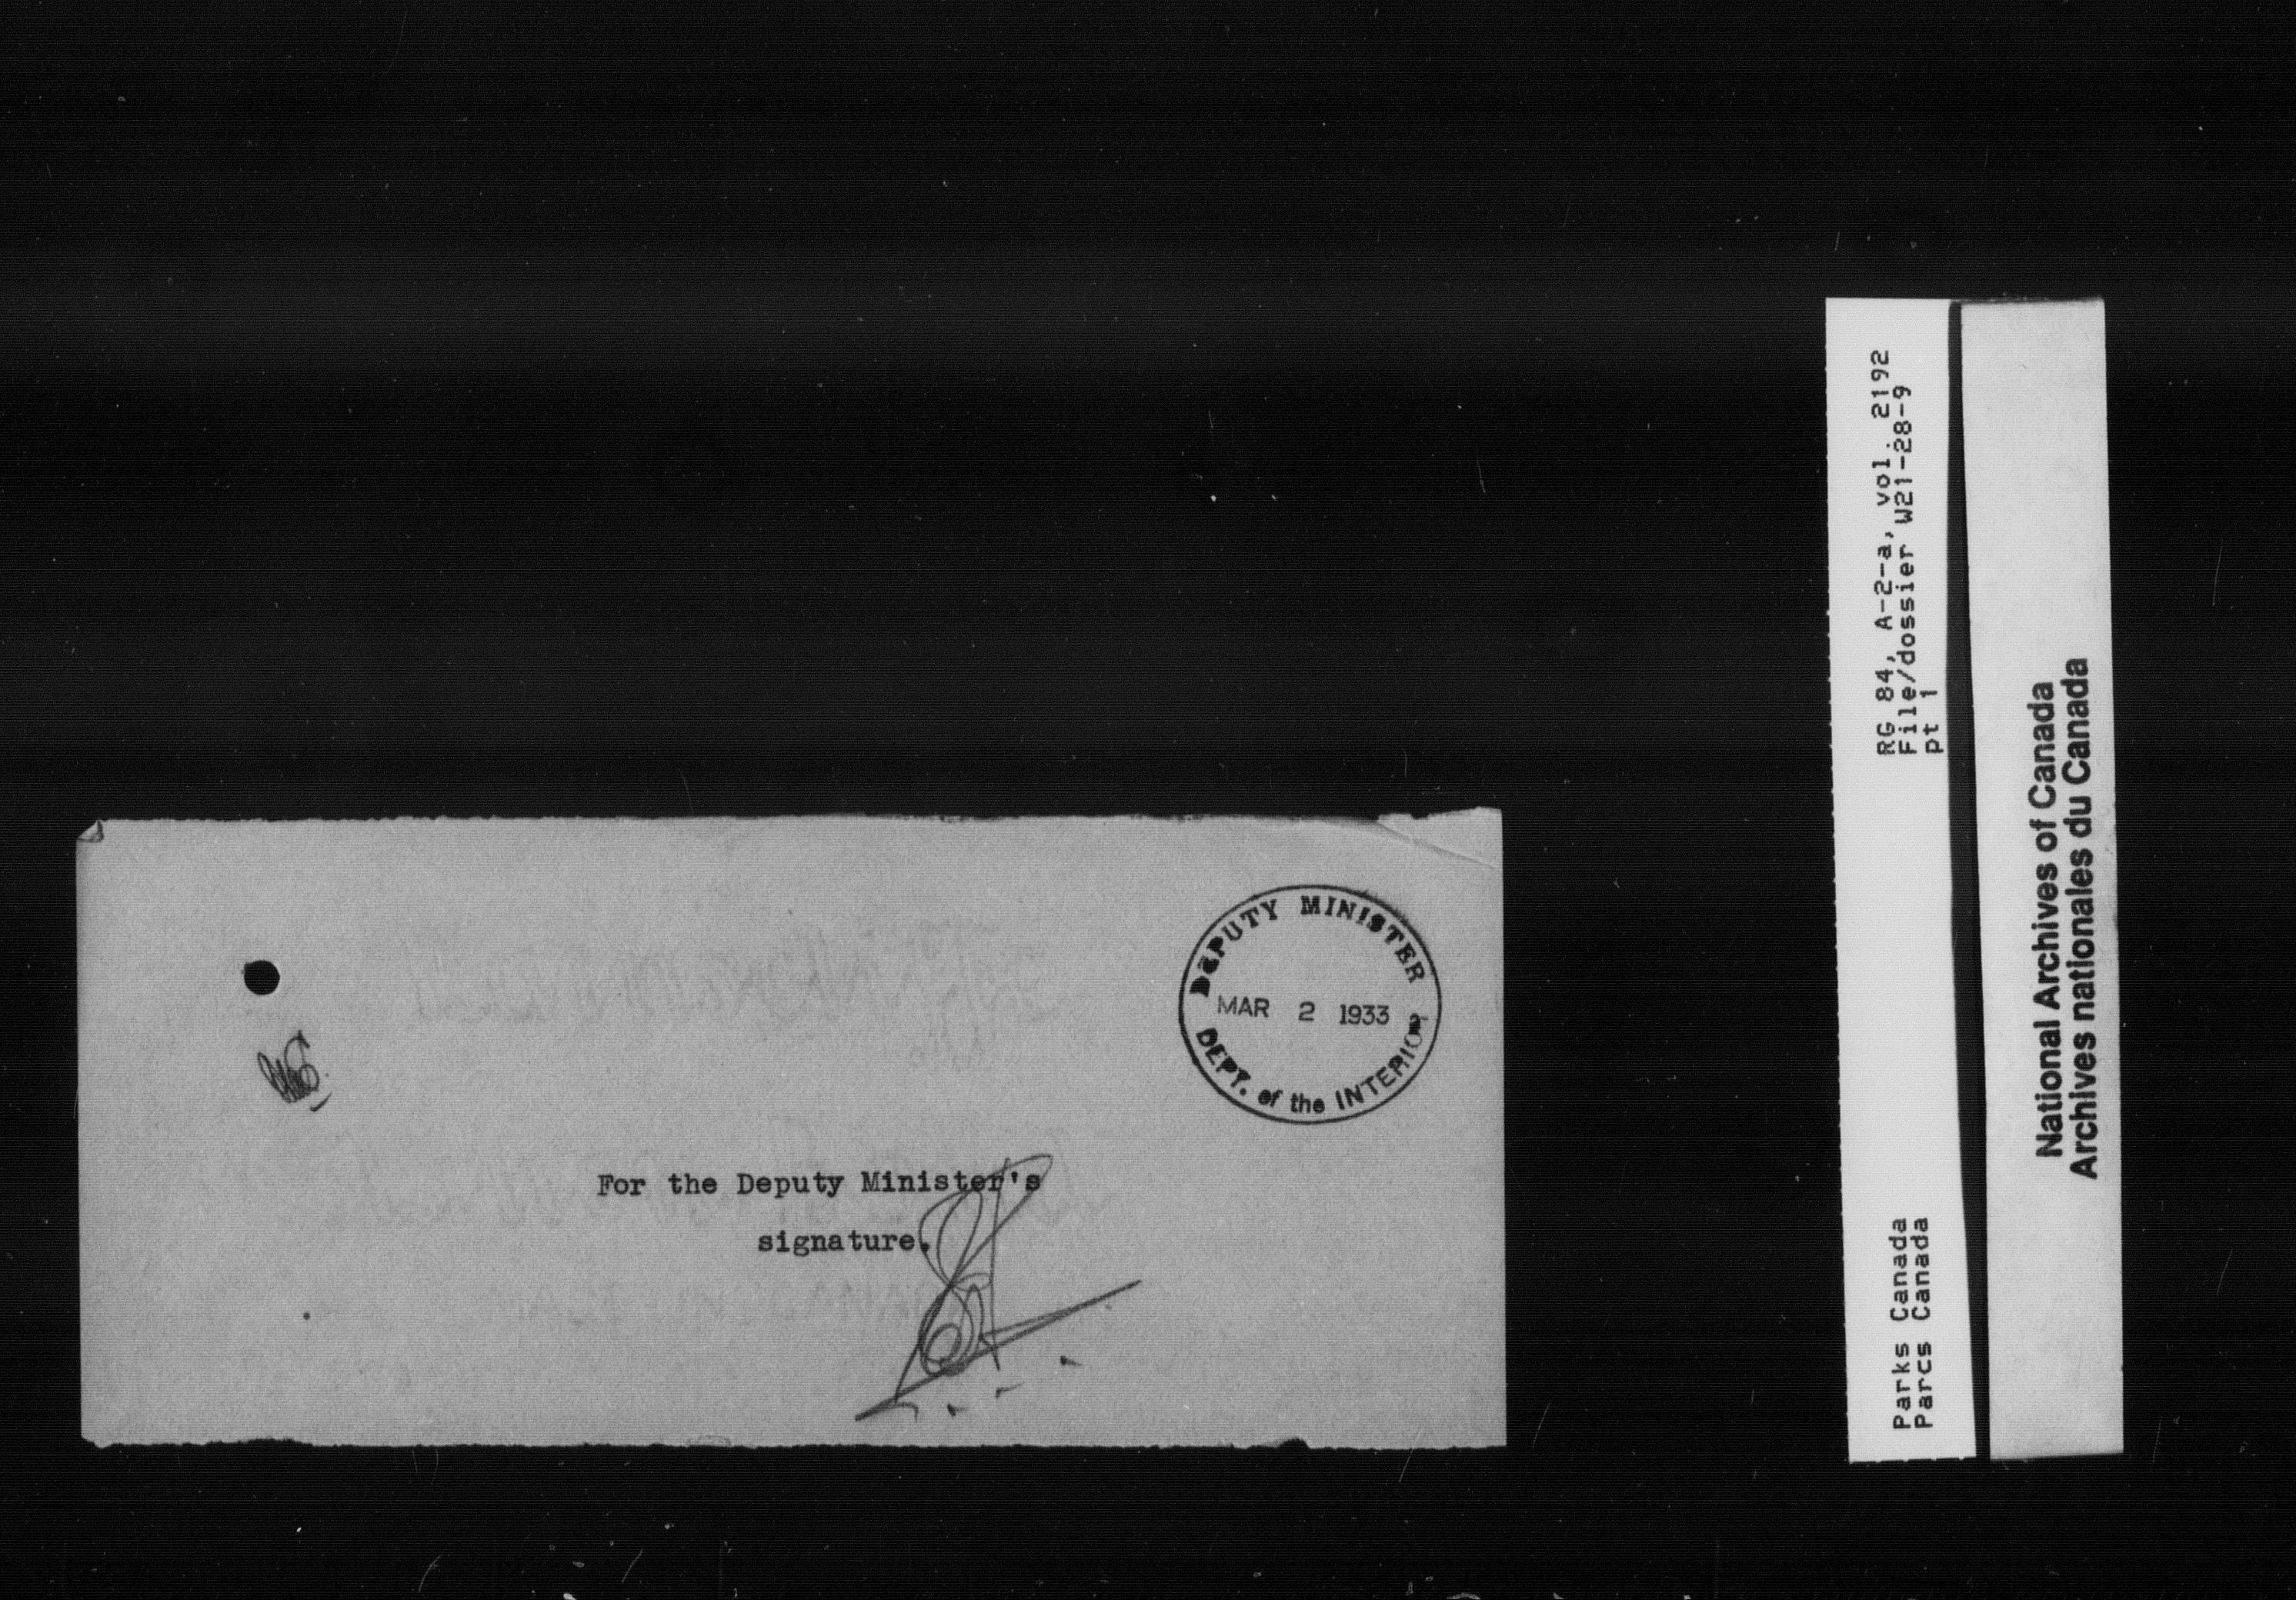 DEPUTY MINISTER
MAR 2 1933
DEPT. of the INTERIOR
For the Deputy Minister's
signature.
RG 84, A-2-a, vol. 2192
File/dossier W21-28-9
pt 1
Parks Canada
Parcs Canada
National Archives of Canada
Archives nationales du Canada